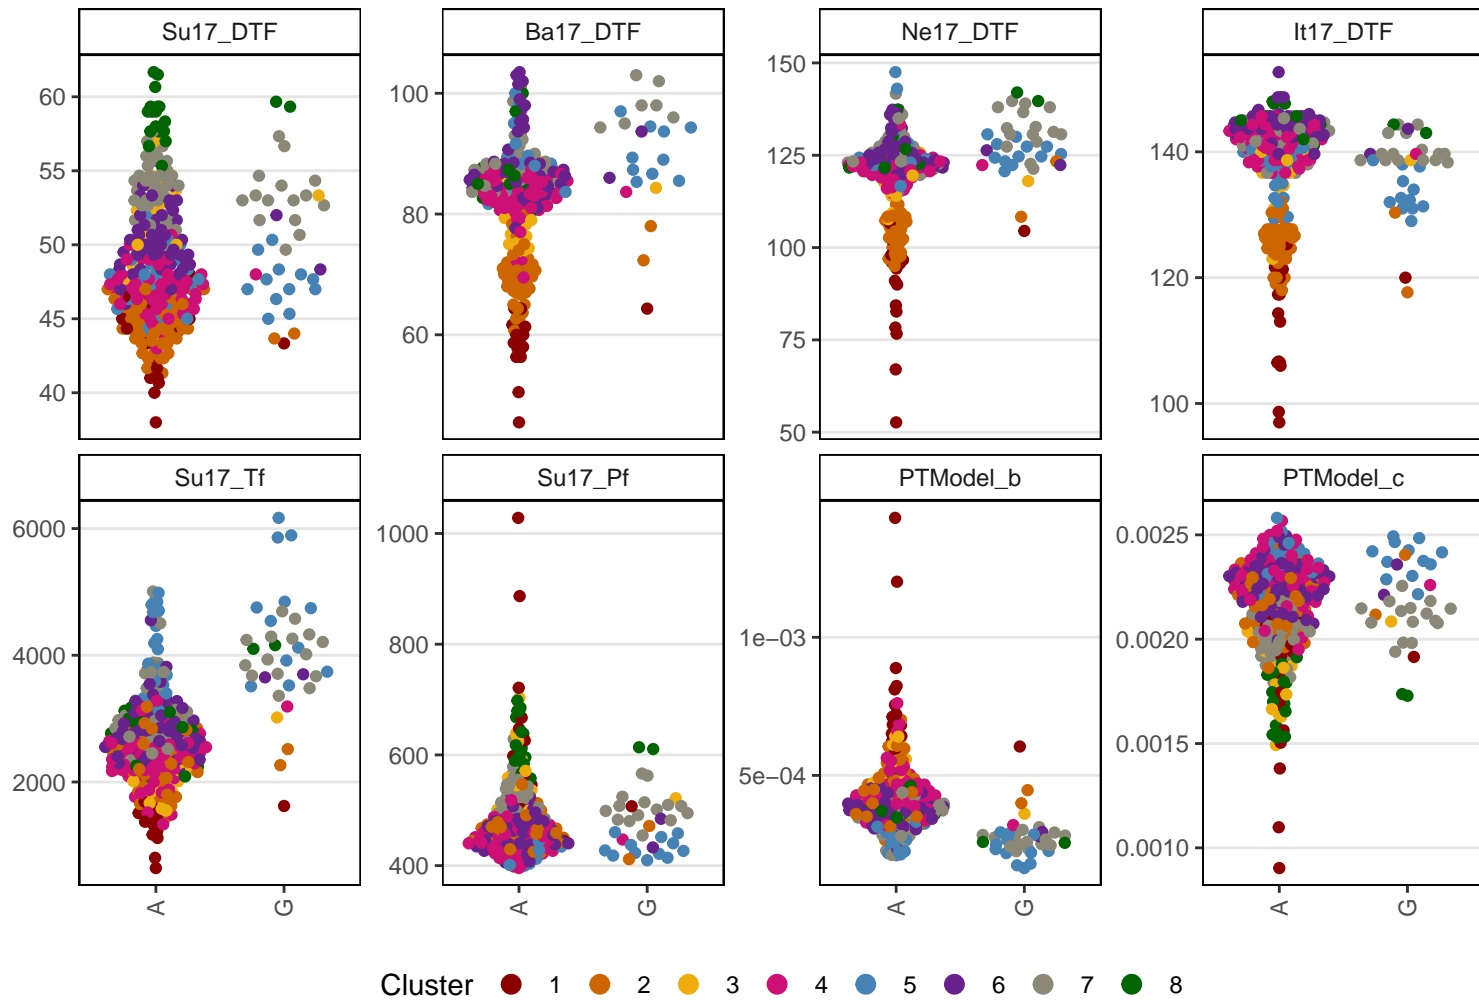 Su17_DTF Ba17_DTF Ne17_DTF It17_DTF
60 55 50 45 40
100 80 60
150 125 100 75 50
140 120 100
Su17_Tf Su17_Pf PTModel_b PTModel_c
6000 4000 2000
1000 800 600 400
1e−03 5e−04
0.0025 0.0020 0.0015 0.0010
A G A G A G A G
Cluster 1 2 3 4 5 6 7 8